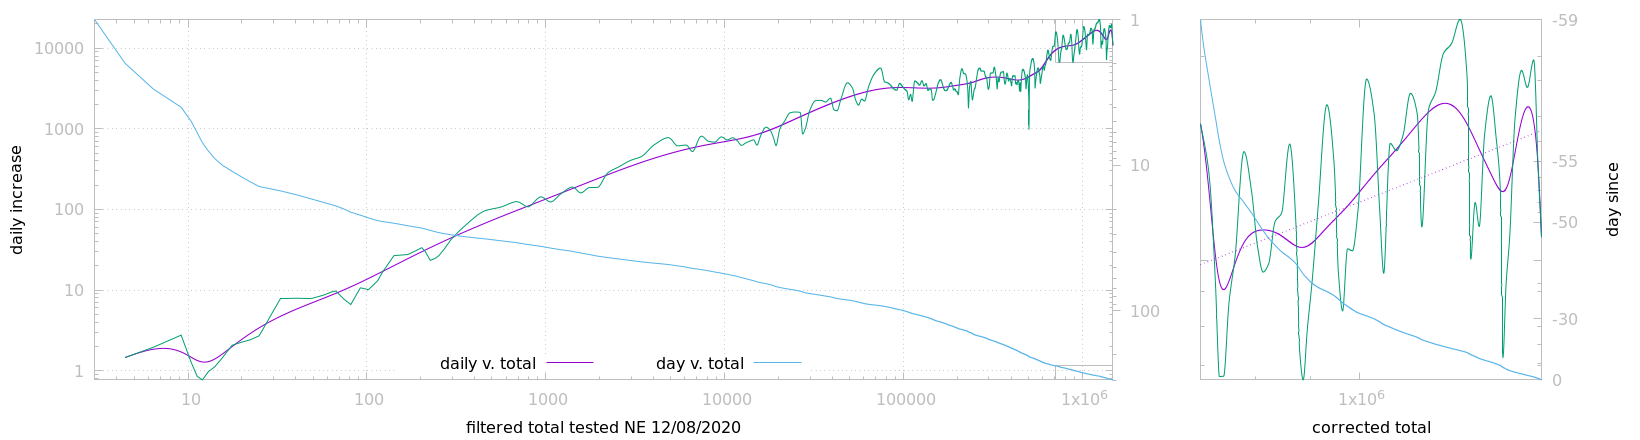 10000
1000
100
10
1
daily increase
10
100
1000
10000
100000
1x10^6
filtered total tested NE 12/08/2020
daily v. total
day v. total
1
10
100
-59
-55
-50
-30
0
day since
1x10^6
corrected total